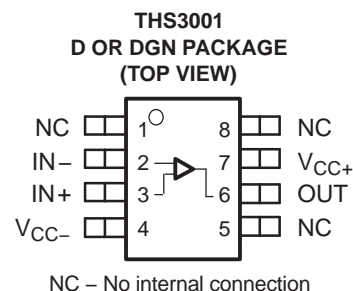 THS3001
D OR DGN PACKAGE
(TOP VIEW)
NC 1 8 NC
IN− 2 7 VCC+
IN+ 3 6 OUT
VCC− 4 5 NC
NC – No internal connection